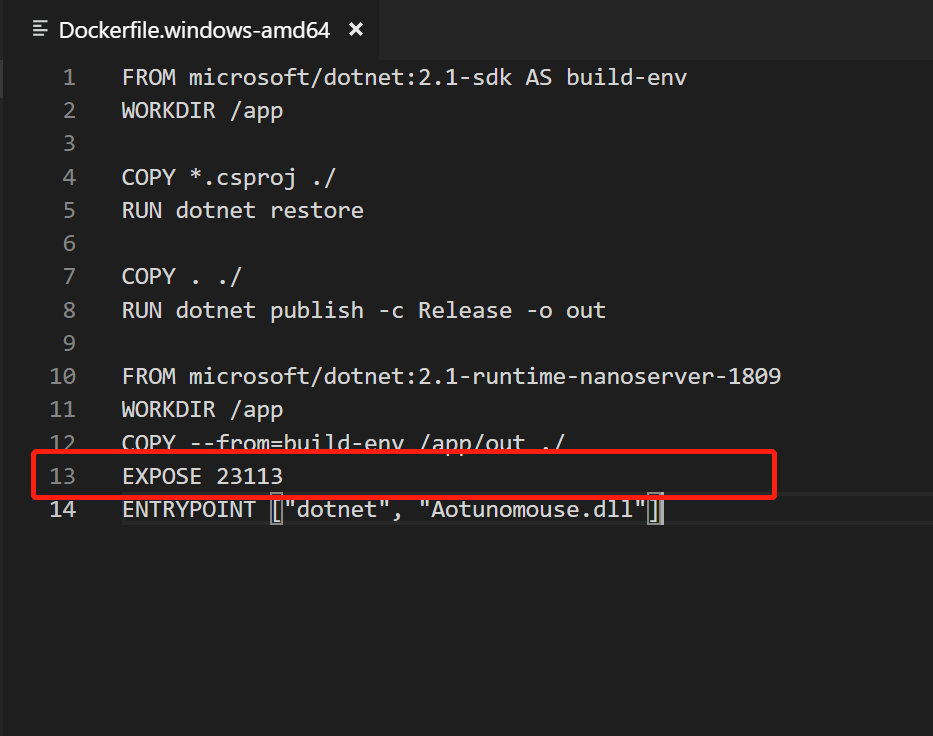 Dockerfile.windows-amd64
1 FROM microsoft/dotnet:2.1-sdk AS build-env
2 WORKDIR /app
3
4 COPY *.csproj ./
5 RUN dotnet restore
6
7 COPY . ./
8 RUN dotnet publish -c Release -o out
9
10 FROM microsoft/dotnet:2.1-runtime-nanoserver-1809
11 WORKDIR /app
12 COPY --from=build-env /app/out ./
13 EXPOSE 23113
14 ENTRYPOINT ["dotnet", "Aotunomouse.dll"]